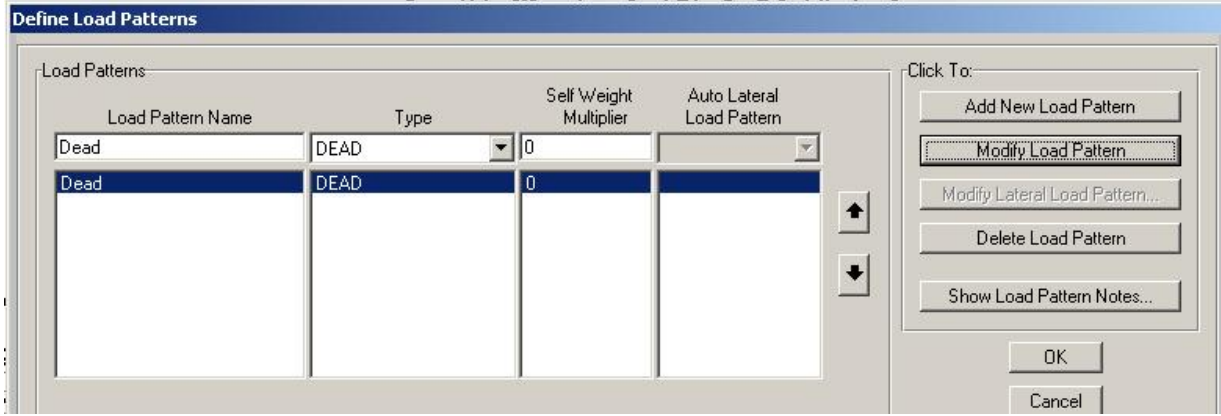 Define Load Patterns
Load Patterns
Load Pattern Name
Type
Self Weight
Multiplier
Auto Lateral
Load Pattern
Dead
DEAD
0
Dead
DEAD
0
Click To:
Add New Load Pattern
Modify Load Pattern
Modify Lateral Load Pattern...
Delete Load Pattern
Show Load Pattern Notes...
OK
Cancel